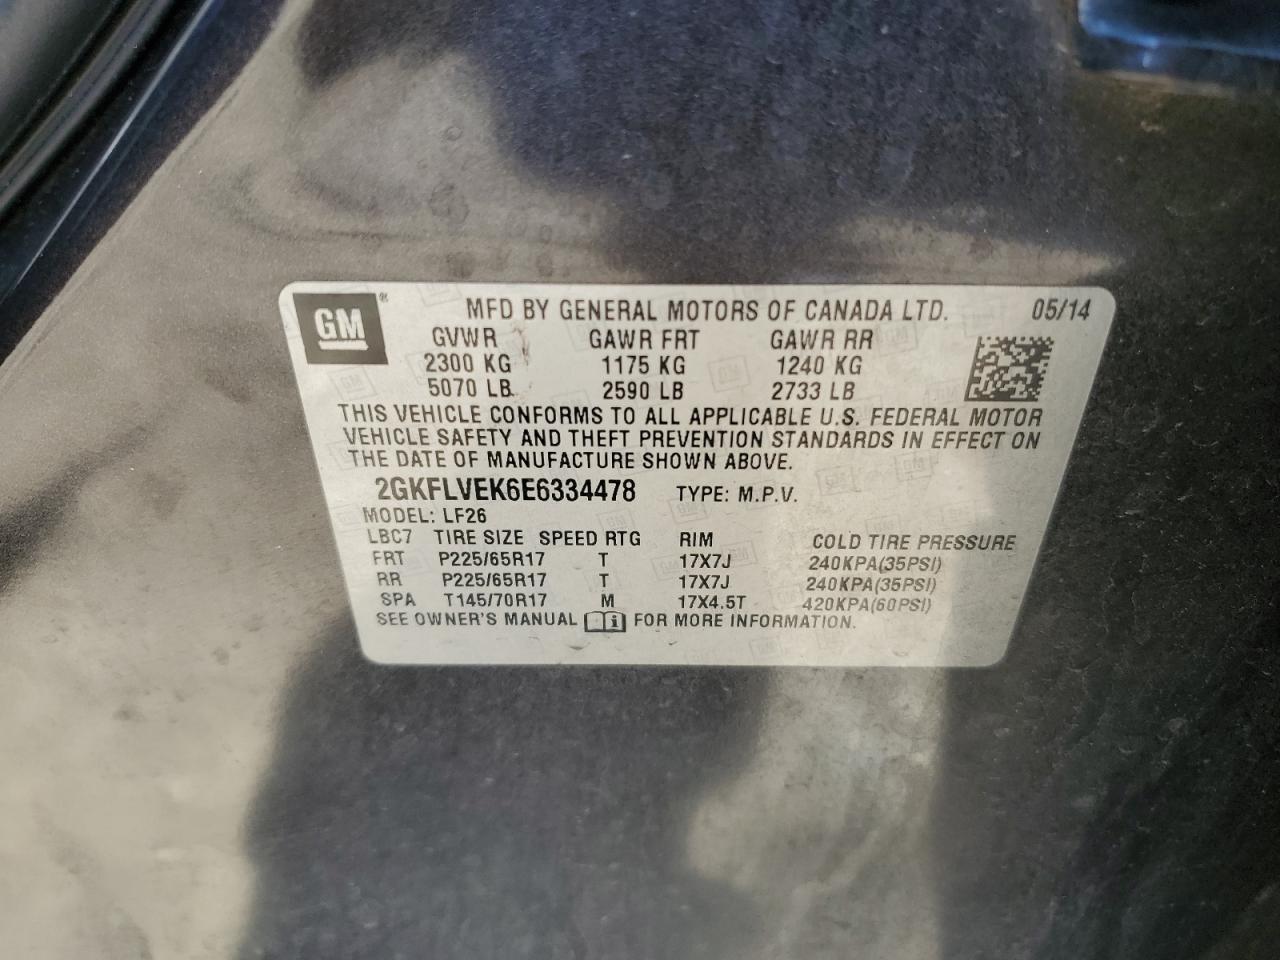 GM ®
MFD BY GENERAL MOTORS OF CANADA LTD. 05/14
GVWR GAWR FRT GAWR RR
2300 KG 1175 KG 1240 KG
5070 LB 2590 LB 2733 LB
THIS VEHICLE CONFORMS TO ALL APPLICABLE U.S. FEDERAL MOTOR
VEHICLE SAFETY AND THEFT PREVENTION STANDARDS IN EFFECT ON
THE DATE OF MANUFACTURE SHOWN ABOVE.
2GKFLVEK6E6334478 TYPE: M.P.V.
MODEL: LF26
LBC7 TIRE SIZE SPEED RTG RIM COLD TIRE PRESSURE
FRT P225/65R17 T 17X7J 240KPA(35PSI)
RR P225/65R17 T 17X7J 240KPA(35PSI)
SPA T145/70R17 M 17X4.5T 420KPA(60PSI)
SEE OWNER'S MANUAL i FOR MORE INFORMATION.